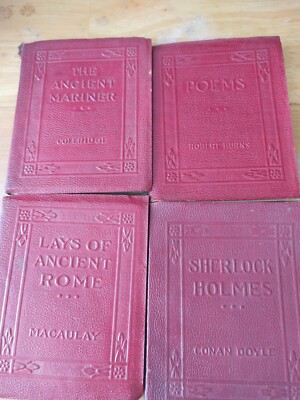 THE
ANCIENT
MARINER
COLERIDGE
POEMS
ROBERT BURNS
LAYS OF
ANCIENT
ROME
MACAULAY
SHERLOCK
HOLMES
CONAN DOYLE